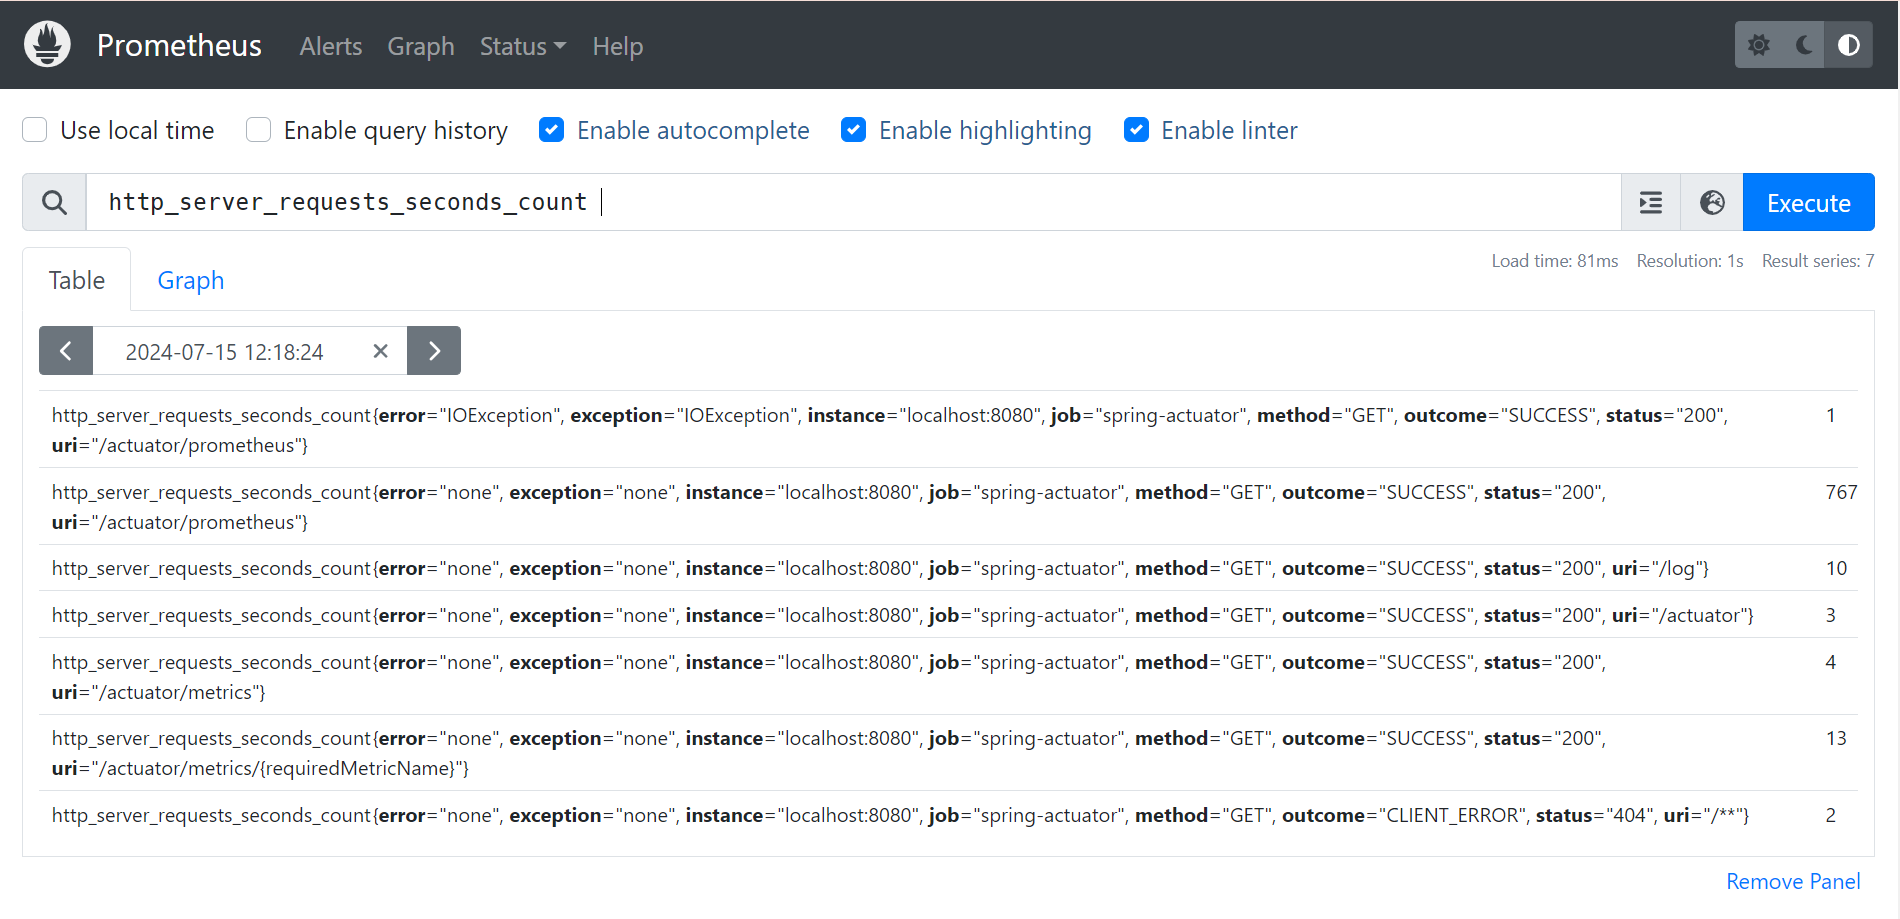 Prometheus Alerts Graph Status Help
Use local time Enable query history Enable autocomplete Enable highlighting Enable linter
http_server_requests_seconds_count Execute
Table Graph Load time: 81ms Resolution: 1s Result series: 7
2024-07-15 12:18:24
http_server_requests_seconds_count{error="IOException", exception="IOException", instance="localhost:8080", job="spring-actuator", method="GET", outcome="SUCCESS", status="200", 1
uri="/actuator/prometheus"}
http_server_requests_seconds_count{error="none", exception="none", instance="localhost:8080", job="spring-actuator", method="GET", outcome="SUCCESS", status="200", 767
uri="/actuator/prometheus"}
http_server_requests_seconds_count{error="none", exception="none", instance="localhost:8080", job="spring-actuator", method="GET", outcome="SUCCESS", status="200", uri="/log"} 10
http_server_requests_seconds_count{error="none", exception="none", instance="localhost:8080", job="spring-actuator", method="GET", outcome="SUCCESS", status="200", uri="/actuator"} 3
http_server_requests_seconds_count{error="none", exception="none", instance="localhost:8080", job="spring-actuator", method="GET", outcome="SUCCESS", status="200", 4
uri="/actuator/metrics"}
http_server_requests_seconds_count{error="none", exception="none", instance="localhost:8080", job="spring-actuator", method="GET", outcome="SUCCESS", status="200", 13
uri="/actuator/metrics/{requiredMetricName}"}
http_server_requests_seconds_count{error="none", exception="none", instance="localhost:8080", job="spring-actuator", method="GET", outcome="CLIENT_ERROR", status="404", uri="/**"} 2
Remove Panel